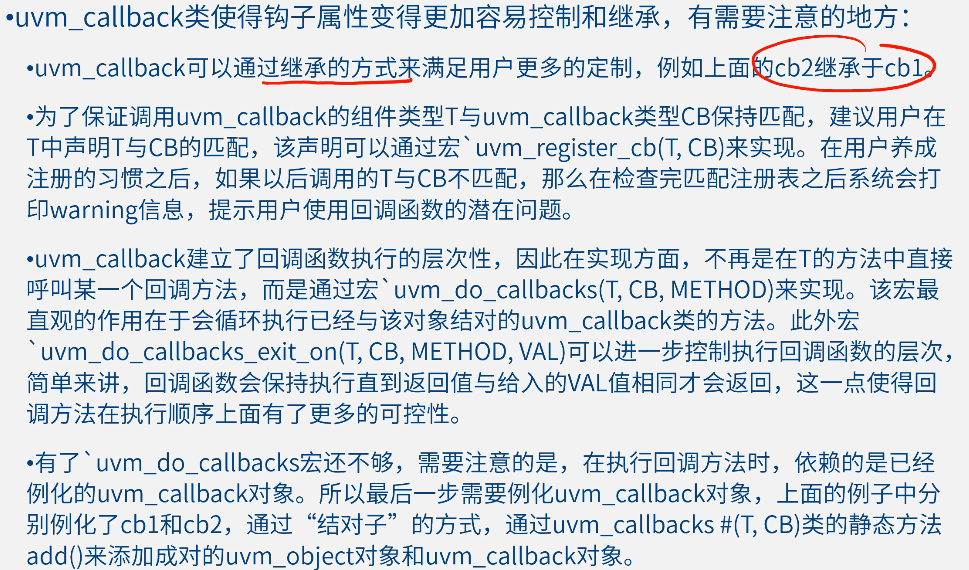 •uvm_callback类使得钩子属性变得更加容易控制和继承，有需要注意的地方：
•uvm_callback可以通过继承的方式来满足用户更多的定制，例如上面的cb2继承于cb1。
•为了保证调用uvm_callback的组件类型T与uvm_callback类型CB保持匹配，建议用户在
T中声明T与CB的匹配，该声明可以通过宏`uvm_register_cb(T, CB)来实现。在用户养成
注册的习惯之后，如果以后调用的T与CB不匹配，那么在检查完匹配注册表之后系统会打
印warning信息，提示用户使用回调函数的潜在问题。
•uvm_callback建立了回调函数执行的层次性，因此在实现方面，不再是在T的方法中直接
呼叫某一个回调方法，而是通过宏`uvm_do_callbacks(T, CB, METHOD)来实现。该宏最
直观的作用在于会循环执行已经与该对象结对的uvm_callback类的方法。此外宏
`uvm_do_callbacks_exit_on(T, CB, METHOD, VAL)可以进一步控制执行回调函数的层次，
简单来讲，回调函数会保持执行直到返回值与给入的VAL值相同才会返回，这一点使得回
调方法在执行顺序上面有了更多的可控性。
•有了`uvm_do_callbacks宏还不够，需要注意的是，在执行回调方法时，依赖的是已经
例化的uvm_callback对象。所以最后一步需要例化uvm_callback对象，上面的例子中分
别例化了cb1和cb2，通过“结对子”的方式，通过uvm_callbacks #(T, CB)类的静态方法
add()来添加成对的uvm_object对象和uvm_callback对象。